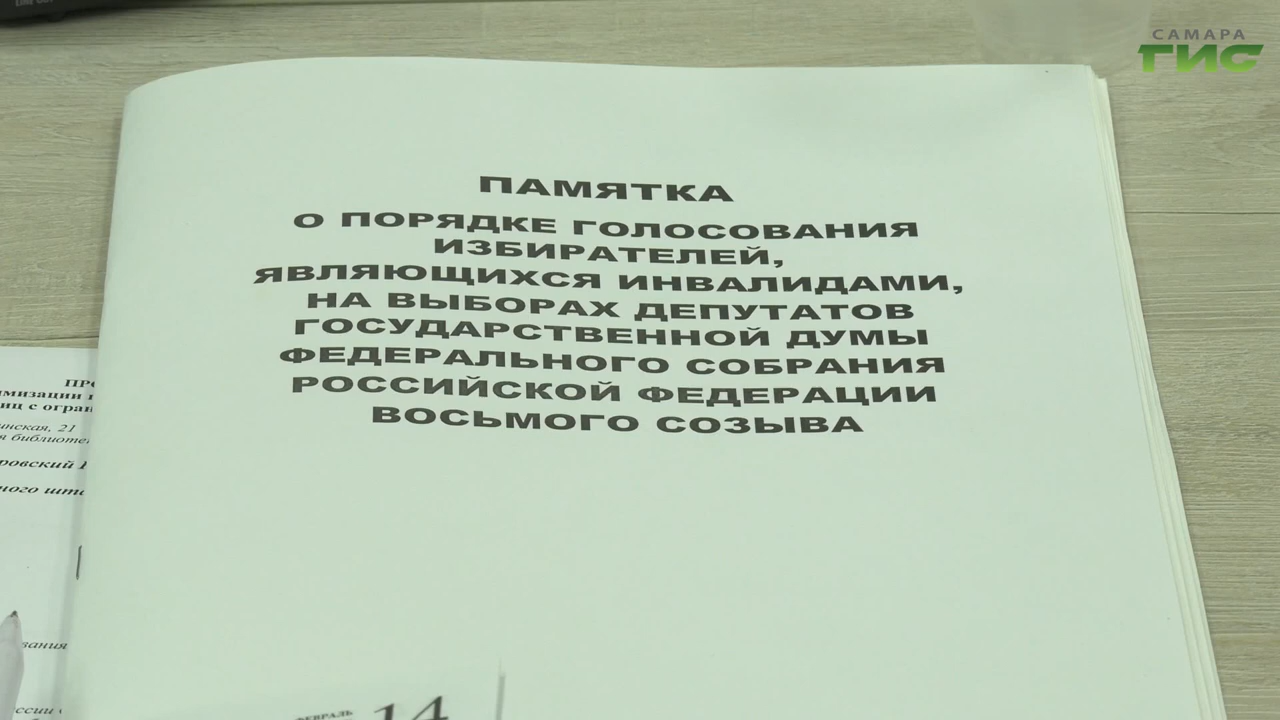 САМАРА
ГИС
ПАМЯТКА
О ПОРЯДКЕ ГОЛОСОВАНИЯ
ИЗБИРАТЕЛЕЙ,
ЯВЛЯЮЩИХСЯ ИНВАЛИДАМИ,
НА ВЫБОРАХ ДЕПУТАТОВ
ГОСУДАРСТВЕННОЙ ДУМЫ
ФЕДЕРАЛЬНОГО СОБРАНИЯ
РОССИЙСКОЙ ФЕДЕРАЦИИ
ВОСЬМОГО СОЗЫВА
21
14